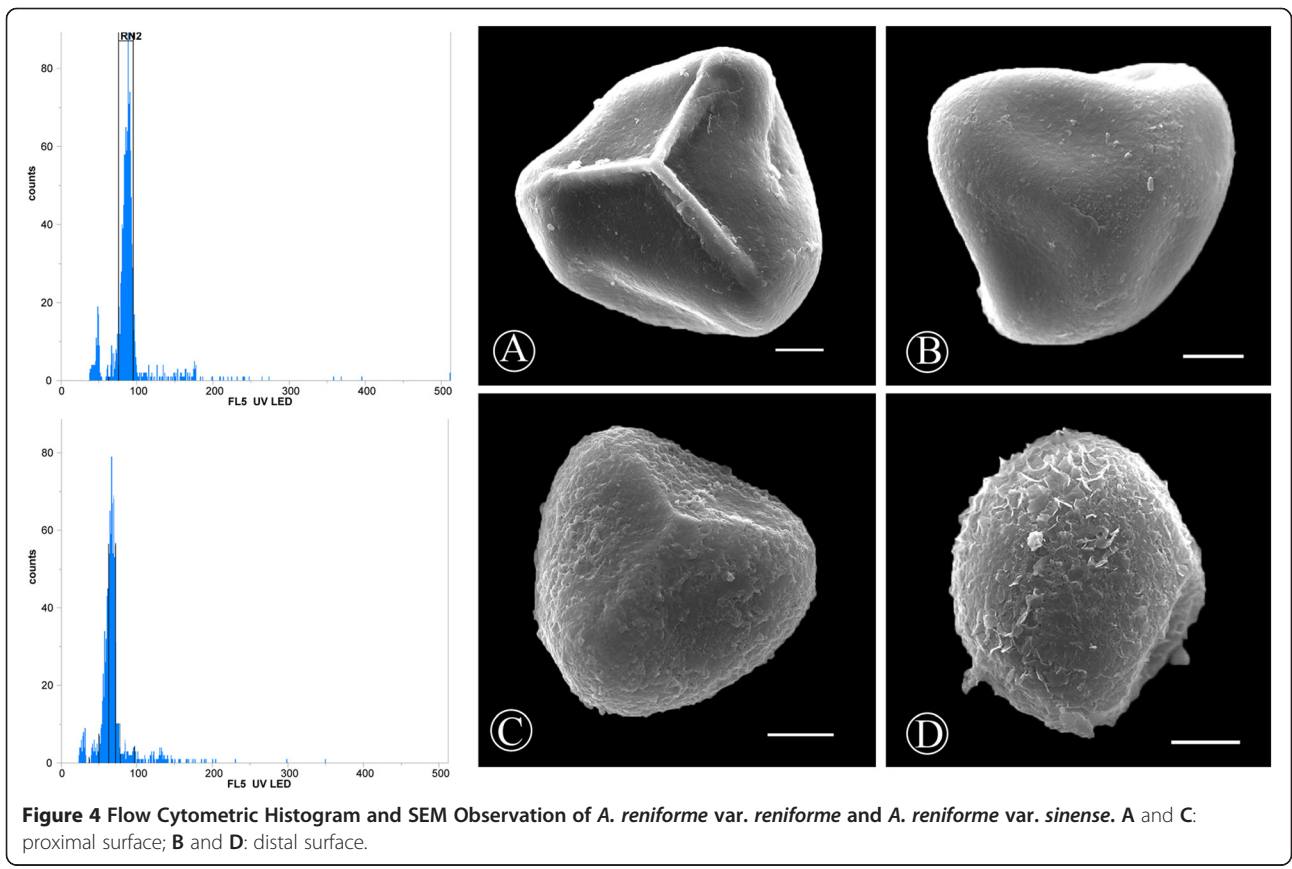 RN2
80
60
40
20
0
counts
0 100 200 300 400 500
FL5 UV LED
80
60
40
20
0
counts
0 100 200 300 400 500
FL5 UV LED
A
B
C
D
Figure 4 Flow Cytometric Histogram and SEM Observation of A. reniforme var. reniforme and A. reniforme var. sinense. A and C:
proximal surface; B and D: distal surface.